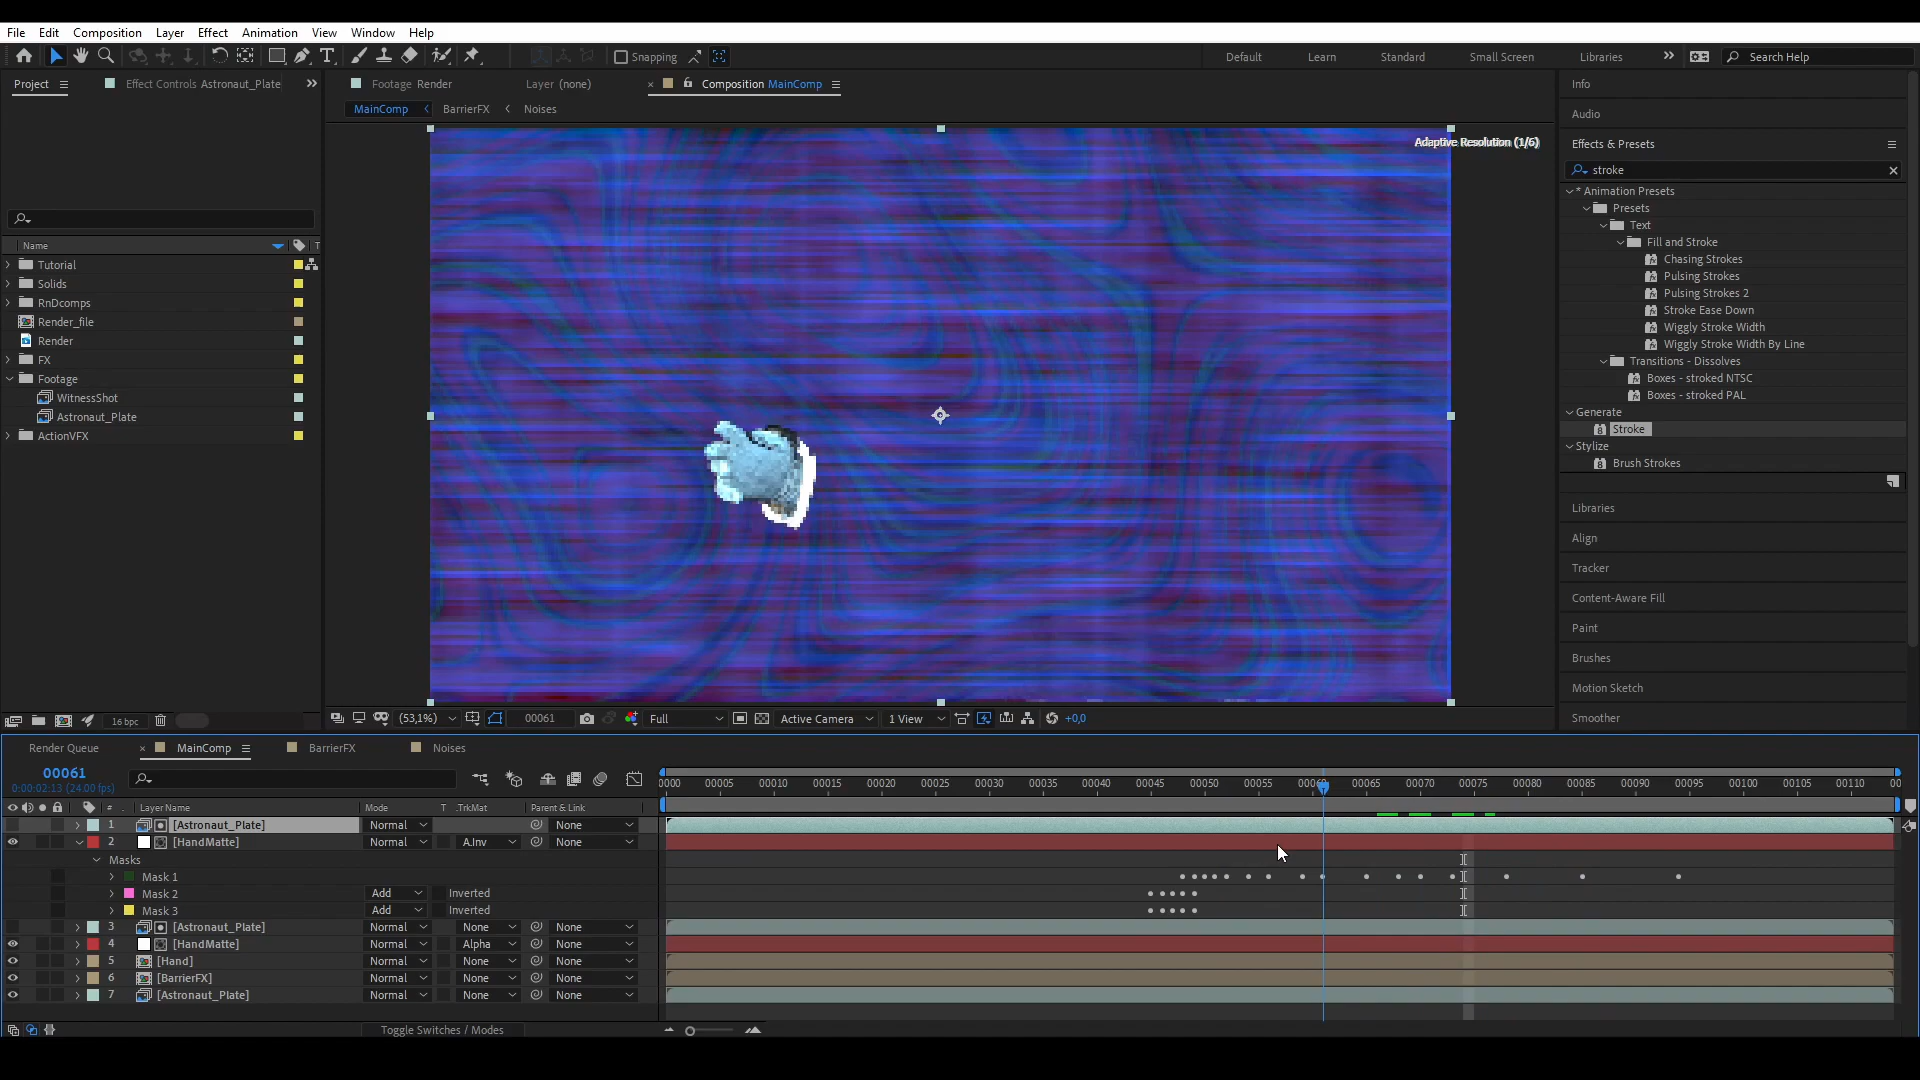 File Edit Composition Layer Effect Animation View Window Help
Snapping Default Learn Standard Small Screen Libraries Search Help
Project Effect Controls Astronaut_Plate Footage Render Layer (none) Composition MainComp Info
MainComp BarrierFX Noises Audio
Adaptive Resolution (1/6) Effects & Presets
stroke
* Animation Presets
Presets
Text
Name T Fill and Stroke
Tutorial Chasing Strokes
Solids Pulsing Strokes
RnDcomps Pulsing Strokes 2
Render_file Stroke Ease Down
Render Wiggly Stroke Width
FX Wiggly Stroke Width By Line
Footage Transitions - Dissolves
WitnessShot Boxes - stroked NTSC
Astronaut_Plate Boxes - stroked PAL
ActionVFX Generate
Stroke
Stylize
Brush Strokes
Libraries
Align
Tracker
Content-Aware Fill
Paint
Brushes
Motion Sketch
16 bpc (53,1%) 00061 Full Active Camera 1 View +0,0 Smoother
Render Queue MainComp BarrierFX Noises
00061
0:00:02:13 (24.00 fps) 0000 00005 00010 00015 00020 00025 00030 00035 00040 00045 00050 00055 00065 00070 00075 00080 00085 00090 00095 00100 00105 00110 00
# Layer Name Mode T .TrkMat Parent & Link
1 [Astronaut_Plate] Normal None
2 [HandMatte] Normal A.Inv None
Masks
Mask 1
Mask 2 Add Inverted
Mask 3 Add Inverted
3 [Astronaut_Plate] Normal None None
4 [HandMatte] Normal Alpha None
5 [Hand] Normal None None
6 [BarrierFX] Normal None None
7 [Astronaut_Plate] Normal None None
Toggle Switches / Modes